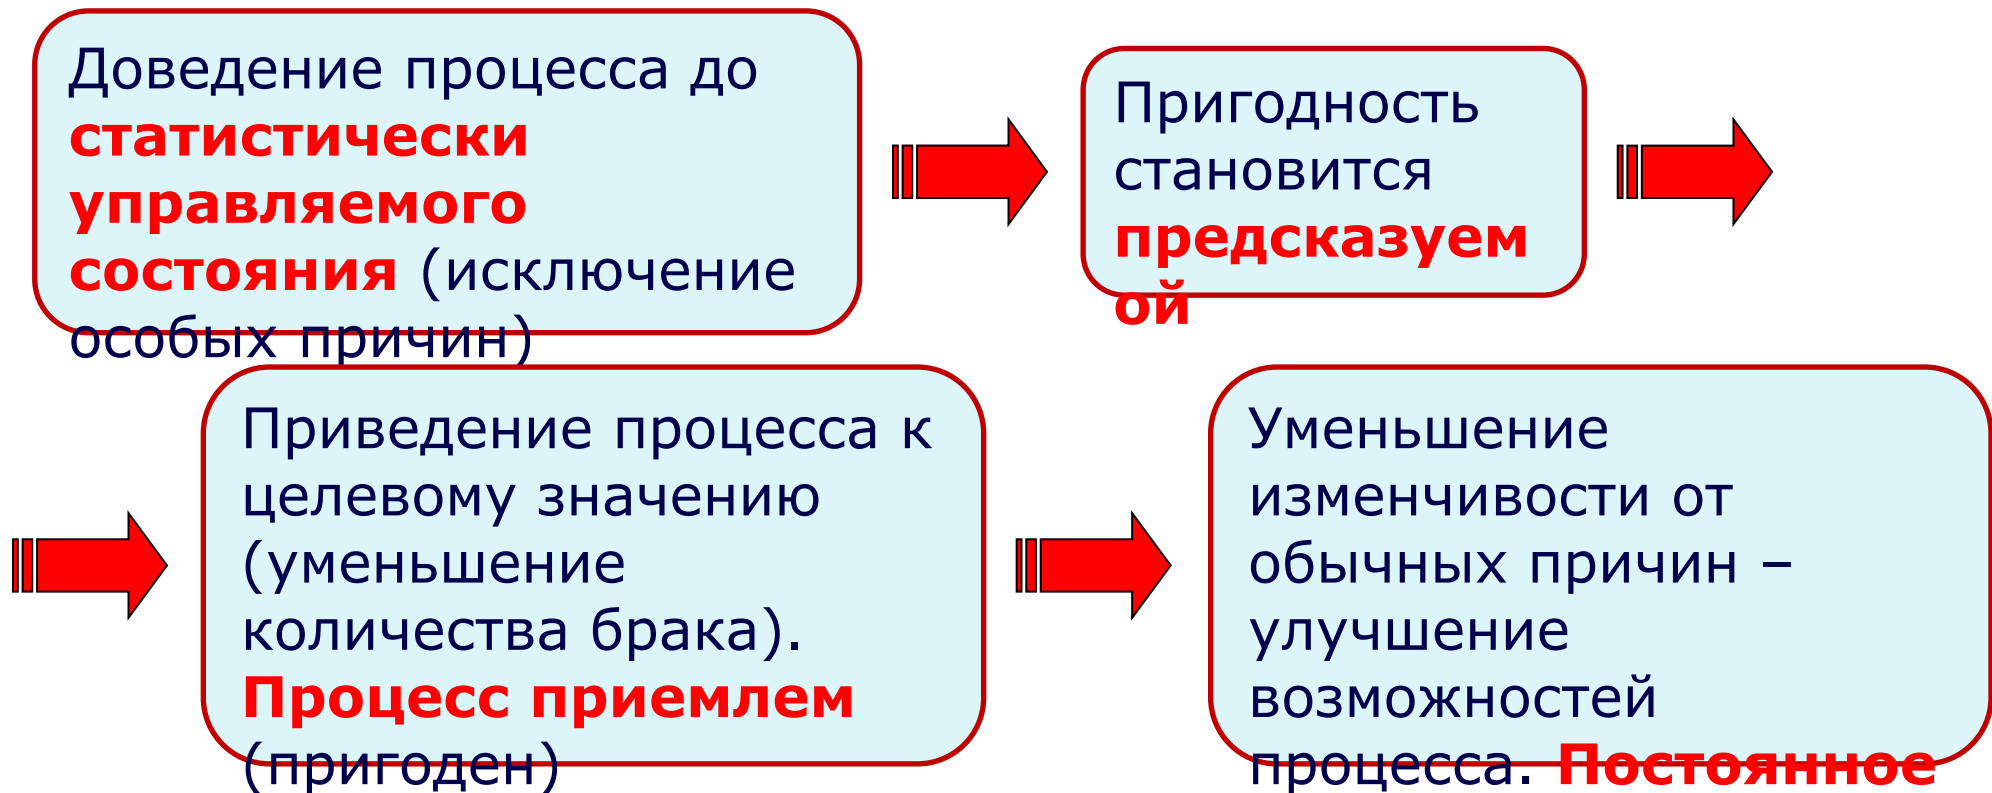 Доведение процесса до
статистически
управляемого
состояния (исключение
особых причин)
Пригодность
становится
предсказуем
ой
Приведение процесса к
целевому значению
(уменьшение
количества брака).
Процесс приемлем
(пригоден)
Уменьшение
изменчивости от
обычных причин –
улучшение
возможностей
процесса. Постоянное